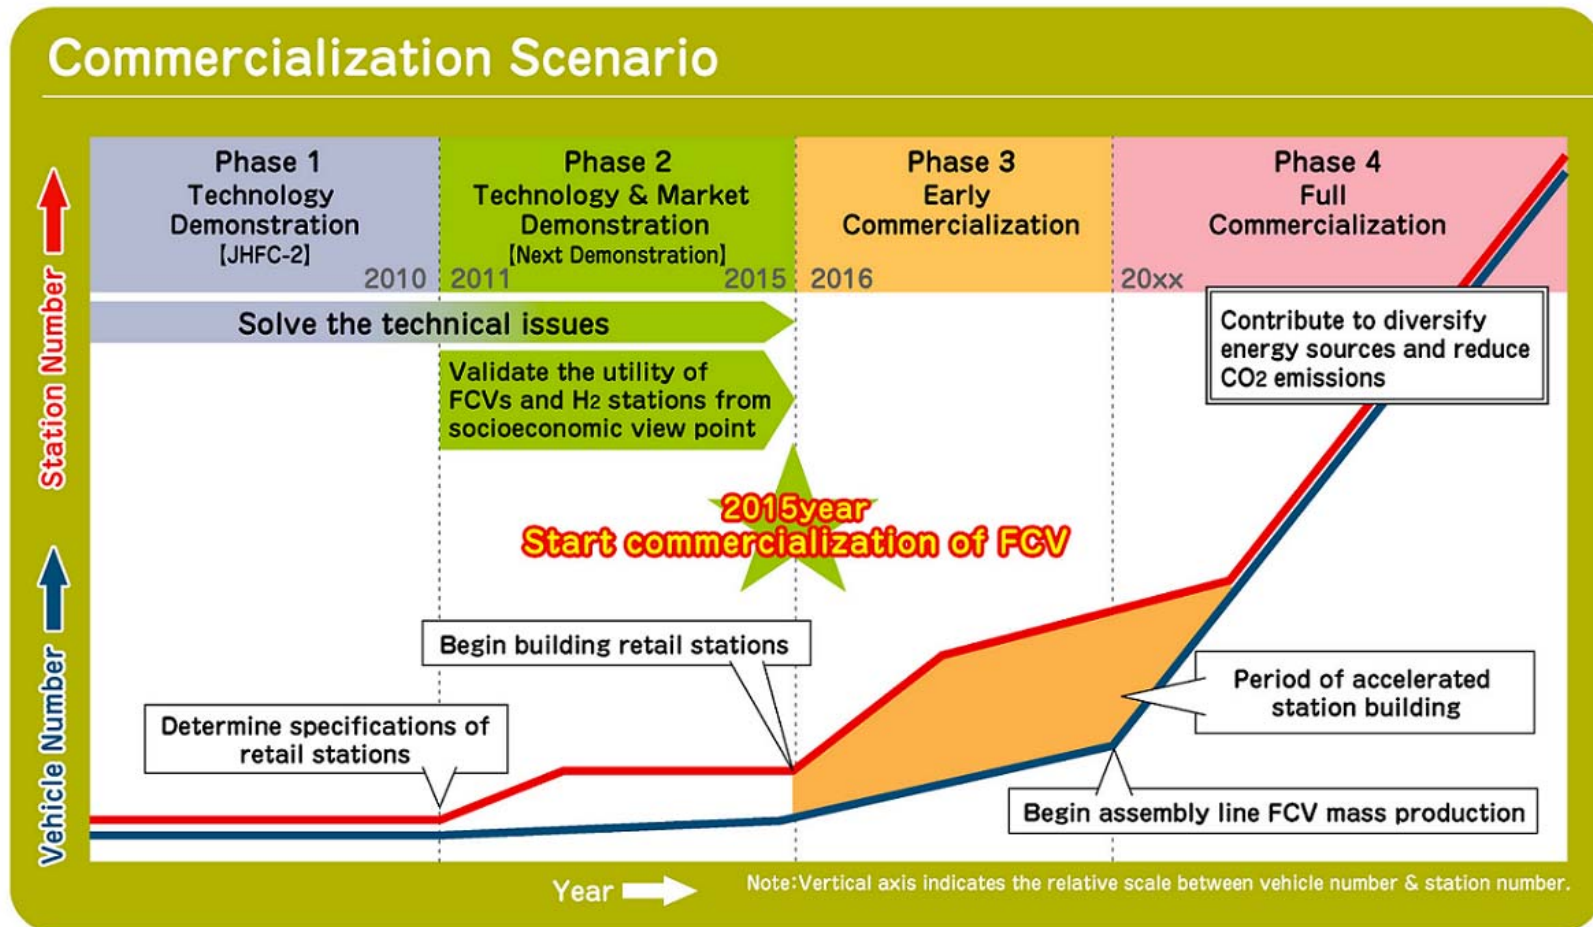 Commercialization Scenario
Phase 1
Technology
Demonstration
【JHFC-2】
2010
Phase 2
Technology & Market
Demonstration
【Next Demonstration】
2011
2015
Phase 3
Early
Commercialization
2016
Phase 4
Full
Commercialization
20xx
Station Number
Vehicle Number
Solve the technical issues
Validate the utility of
FCVs and H2 stations from
socioeconomic view point
Contribute to diversify
energy sources and reduce
CO2 emissions
2015year
Start commercialization of FCV
Begin building retail stations
Determine specifications of
retail stations
Period of accelerated
station building
Begin assembly line FCV mass production
Year
Note:Vertical axis indicates the relative scale between vehicle number & station number.